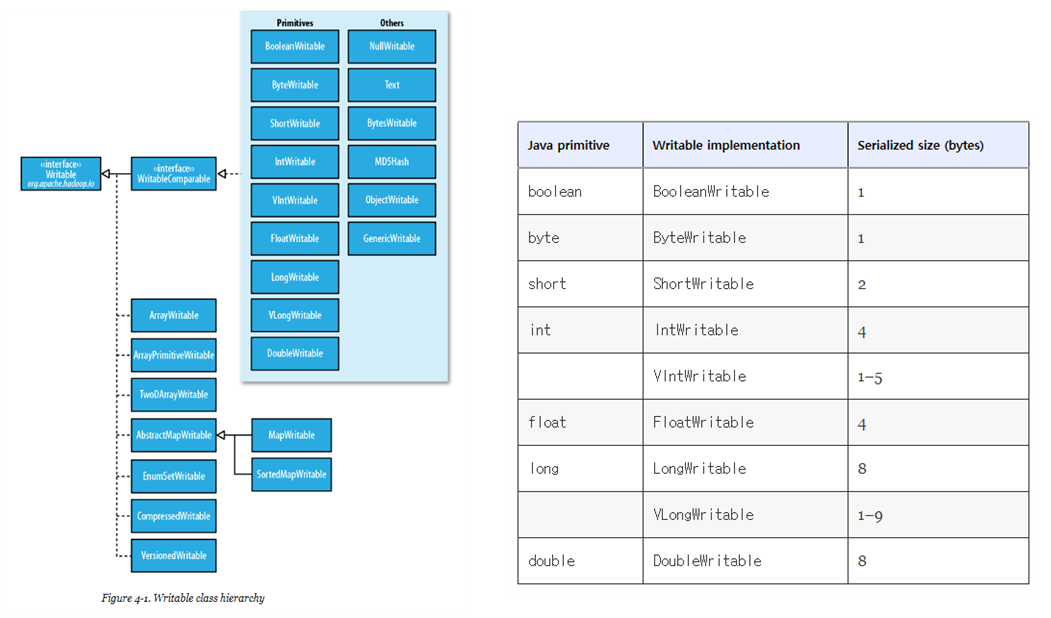 Primitives
Others
BooleanWritable
NullWritable
ByteWritable
Text
ShortWritable
BytesWritable
IntWritable
MD5Hash
VIntWritable
ObjectWritable
FloatWritable
GenericWritable
LongWritable
VLongWritable
DoubleWritable
«interface»
Writable
org.apache.hadoop.io
«interface»
WritableComparable
ArrayWritable
ArrayPrimitiveWritable
TwoDArrayWritable
AbstractMapWritable
MapWritable
SortedMapWritable
EnumSetWritable
CompressedWritable
VersionedWritable
Figure 4-1. Writable class hierarchy
Java primitive Writable implementation Serialized size (bytes)
boolean BooleanWritable 1
byte ByteWritable 1
short ShortWritable 2
int IntWritable 4
VIntWritable 1–5
float FloatWritable 4
long LongWritable 8
VLongWritable 1–9
double DoubleWritable 8